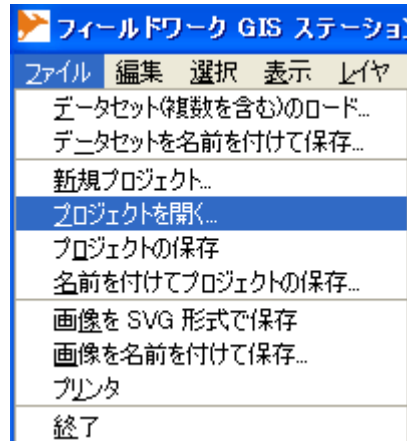 フィールドワーク GIS ステーション
ファイル 編集 選択 表示 レイヤ
データセット(複数を含む)のロード...
データセットを名前を付けて保存...
新規プロジェクト...
プロジェクトを開く...
プロジェクトの保存
名前を付けてプロジェクトの保存...
画像を SVG 形式で保存
画像を名前を付けて保存...
プリンタ
終了